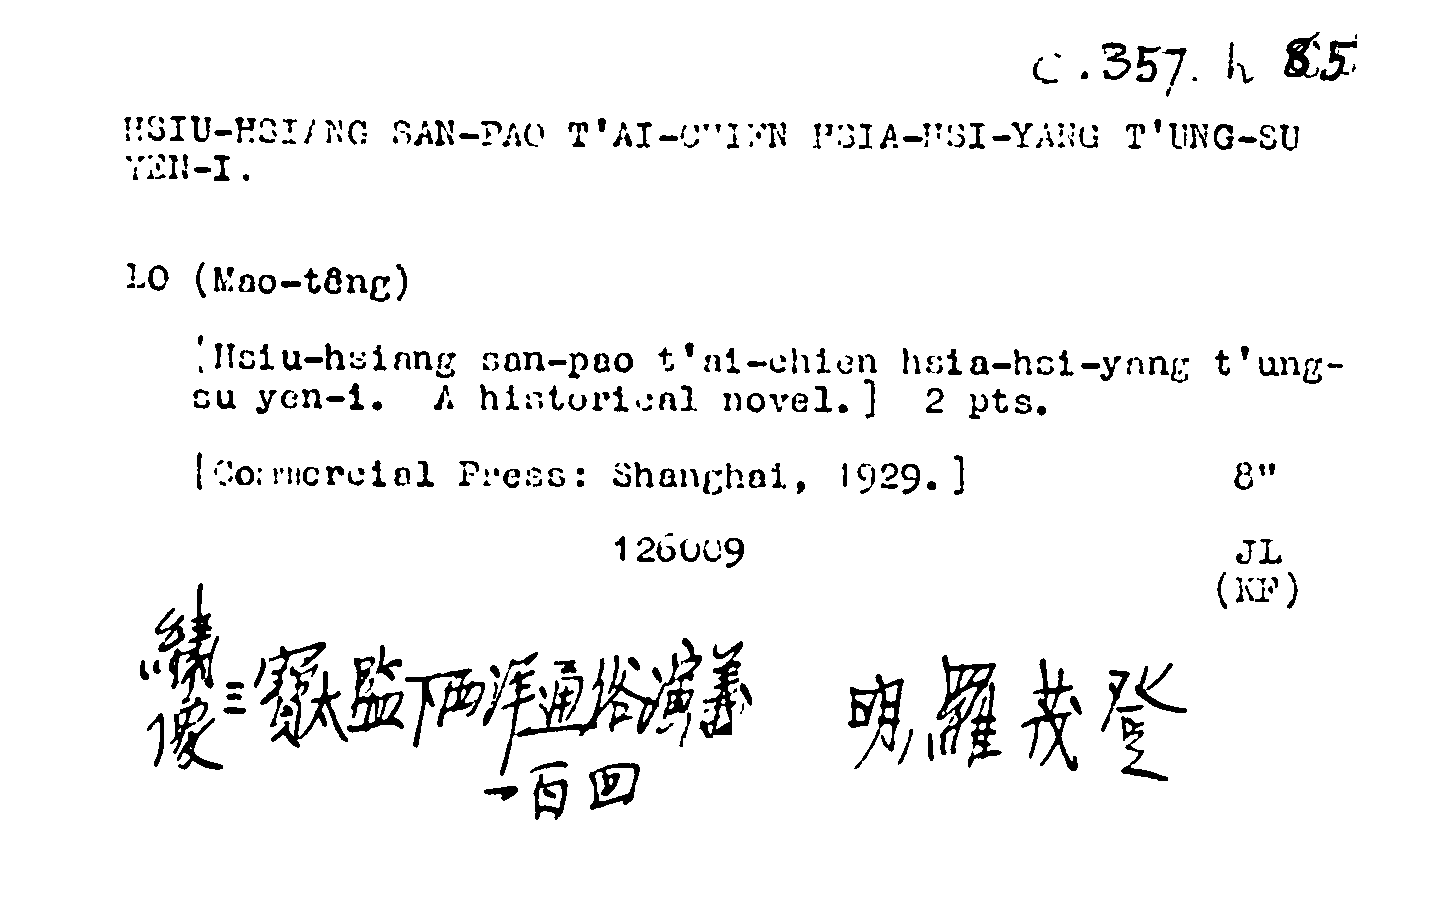 c.357.h 85
HSIU-HSIANG SAN-PAO T'AI-CHIEN HSIA-HSI-YANG T'UNG-SU
YEN-I.
LO (Mao-têng)
[Hsiu-hsiang san-pao t'ai-chien hsia-hsi-yang t'ung-
su yen-i. A historical novel.] 2 pts.
[Commercial Press: Shanghai, 1929.] 8"
126009 JL
(KF)
繡像三寶太監下西洋通俗演義 明,羅茂登
一百回